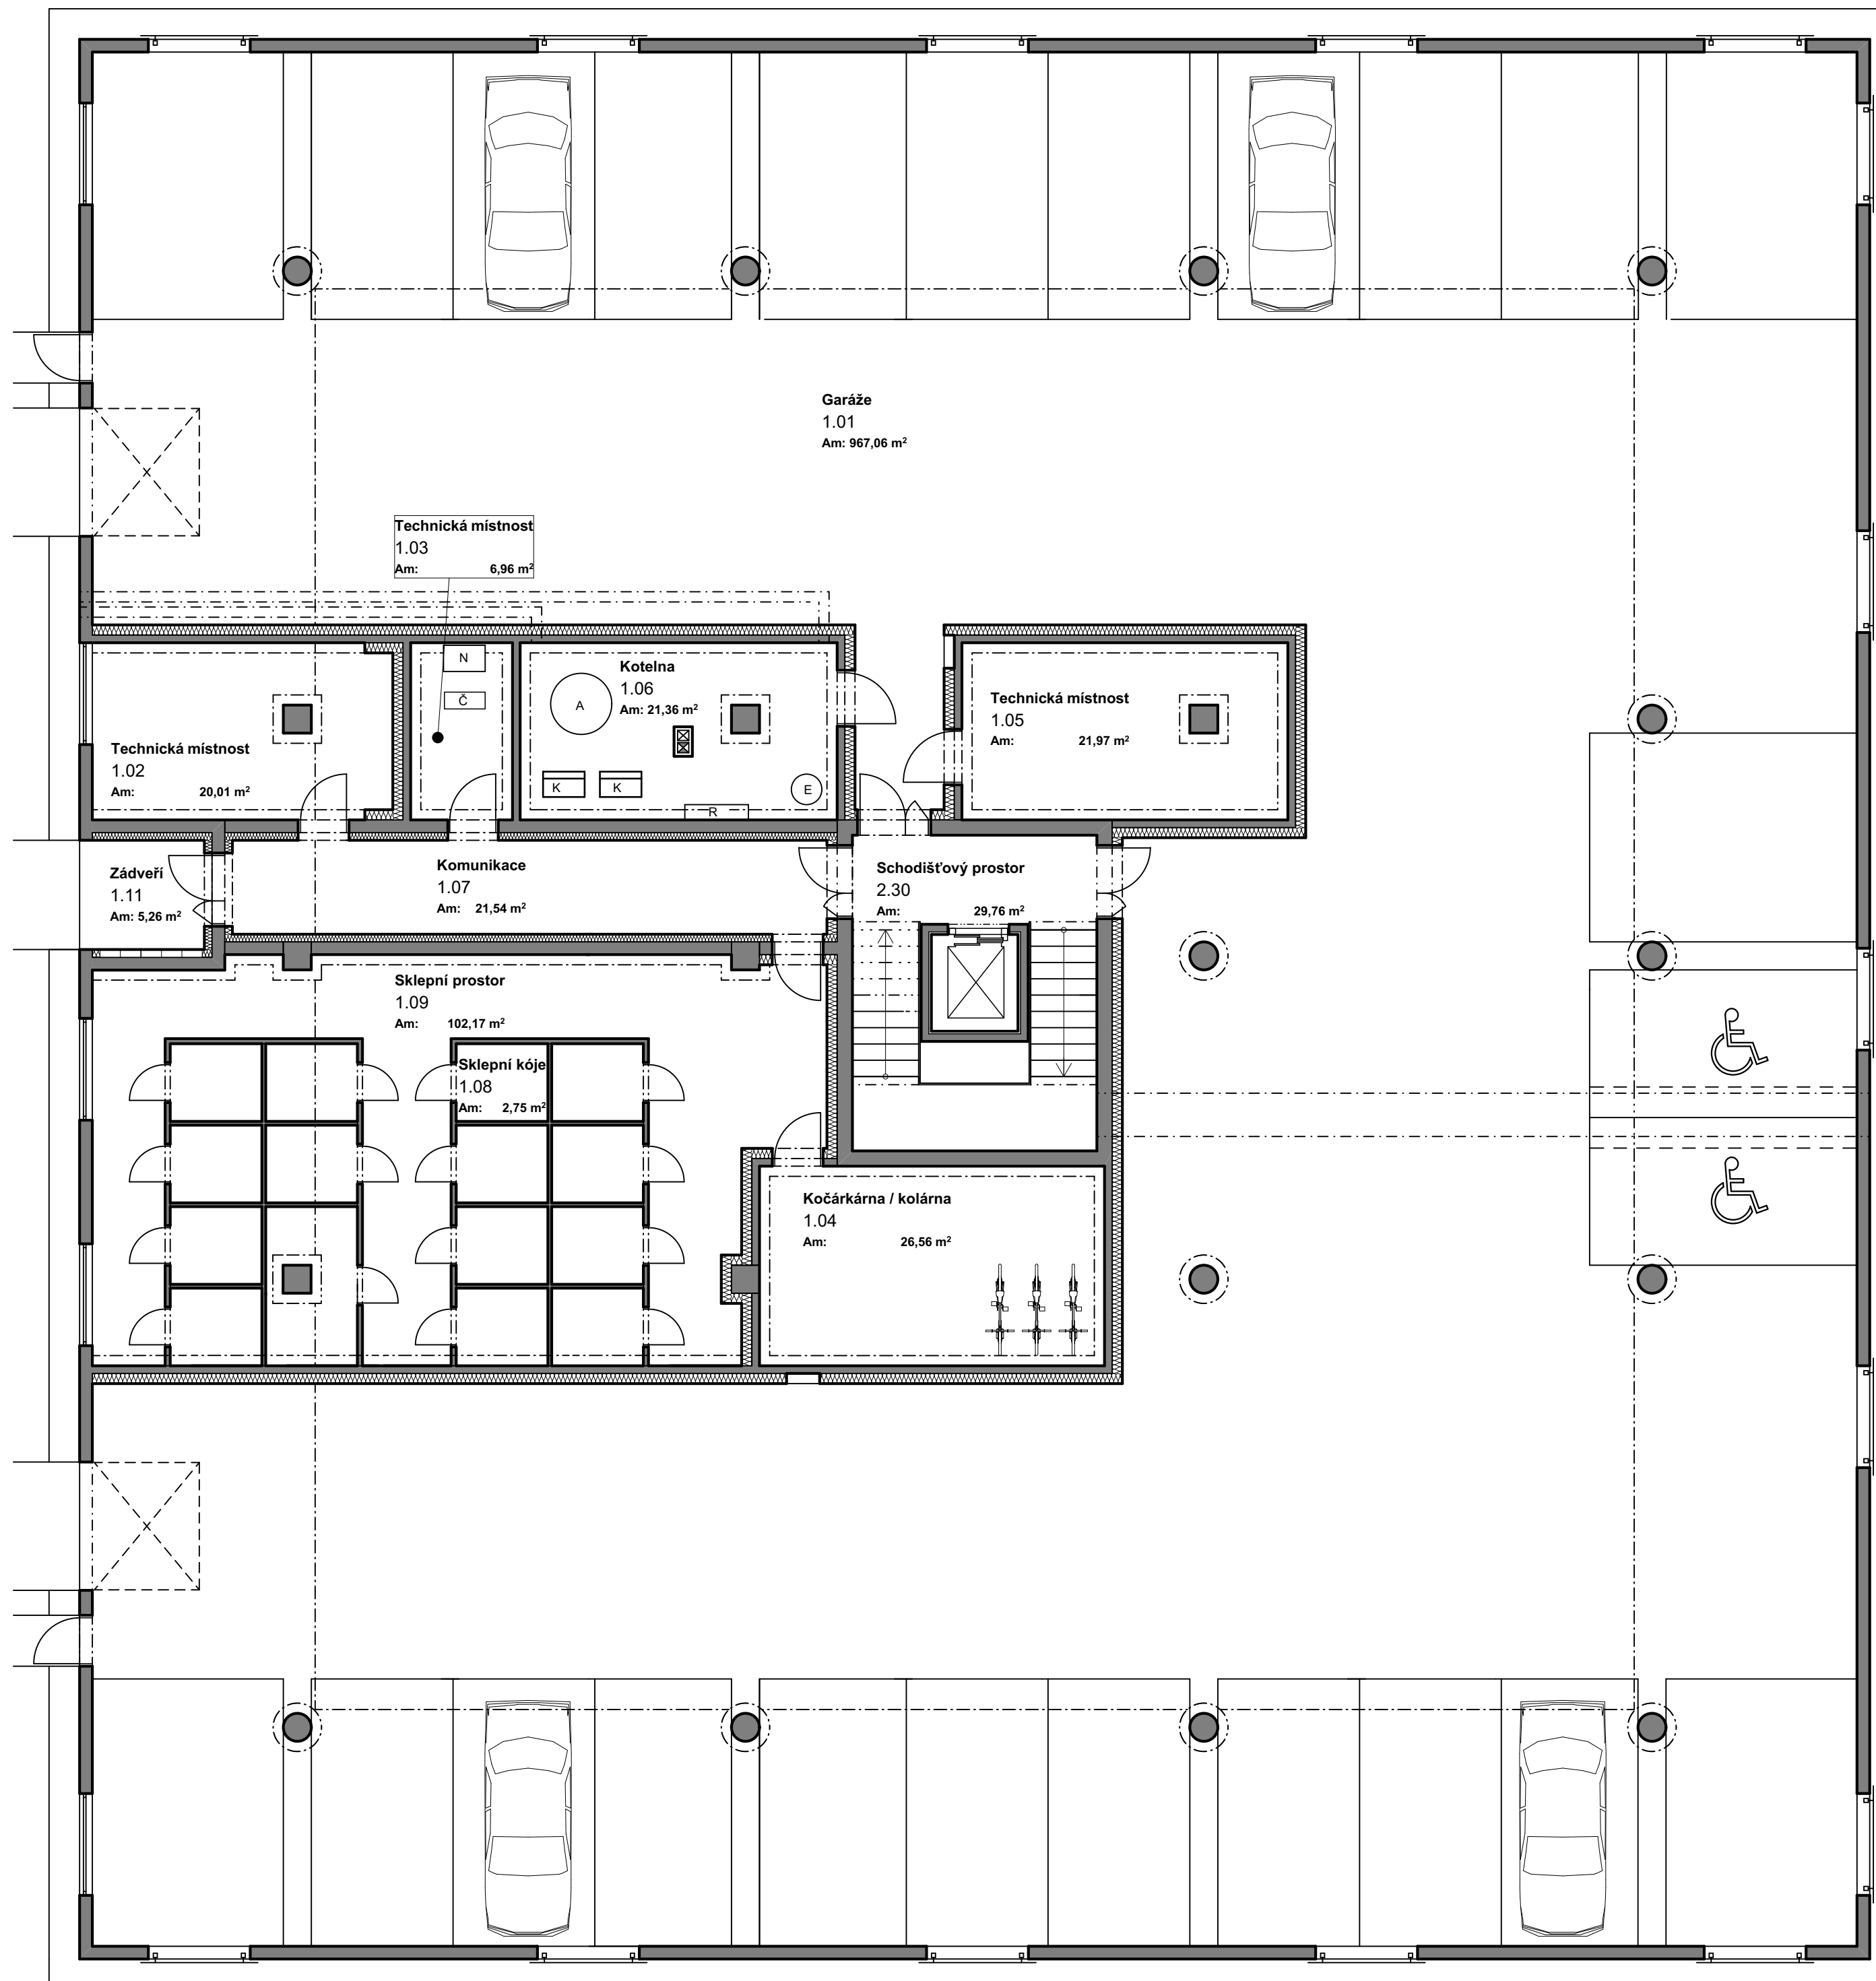 Garáže
1.01
Am: 967,06 m²
Technická místnost
1.03
Am: 6,96 m²
N
Č
Kotelna
1.06
Am: 21,36 m²
A
K
K
R
E
Technická místnost
1.05
Am: 21,97 m²
Technická místnost
1.02
Am: 20,01 m²
Zádveří
1.11
Am: 5,26 m²
Komunikace
1.07
Am: 21,54 m²
Schodišťový prostor
2.30
Am: 29,76 m²
Sklepní prostor
1.09
Am: 102,17 m²
Sklepní kóje
1.08
Am: 2,75 m²
Kočárkárna / kolárna
1.04
Am: 26,56 m²